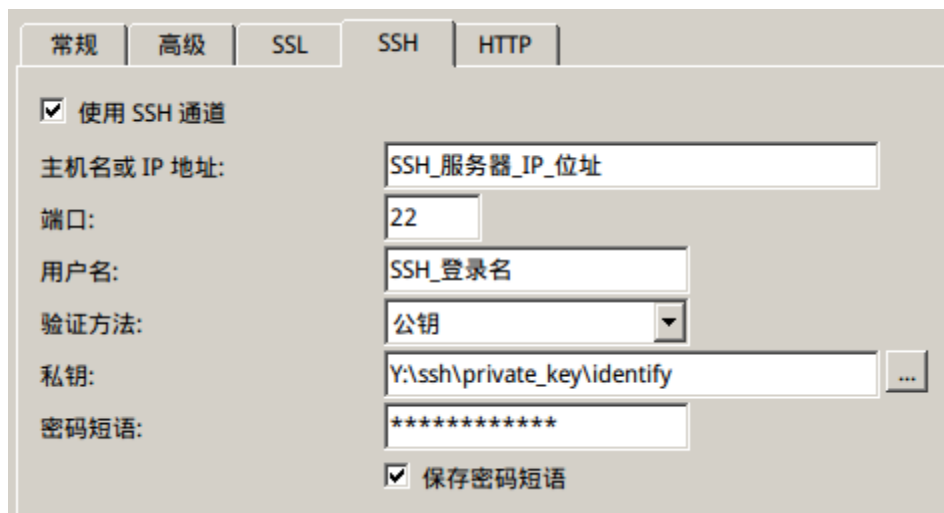 常规 高级 SSL SSH HTTP
使用 SSH 通道
主机名或 IP 地址: SSH_服务器_IP_位址
端口: 22
用户名: SSH_登录名
验证方法: 公钥
私钥: Y:\ssh\private_key\identify ...
密码短语: ************
保存密码短语